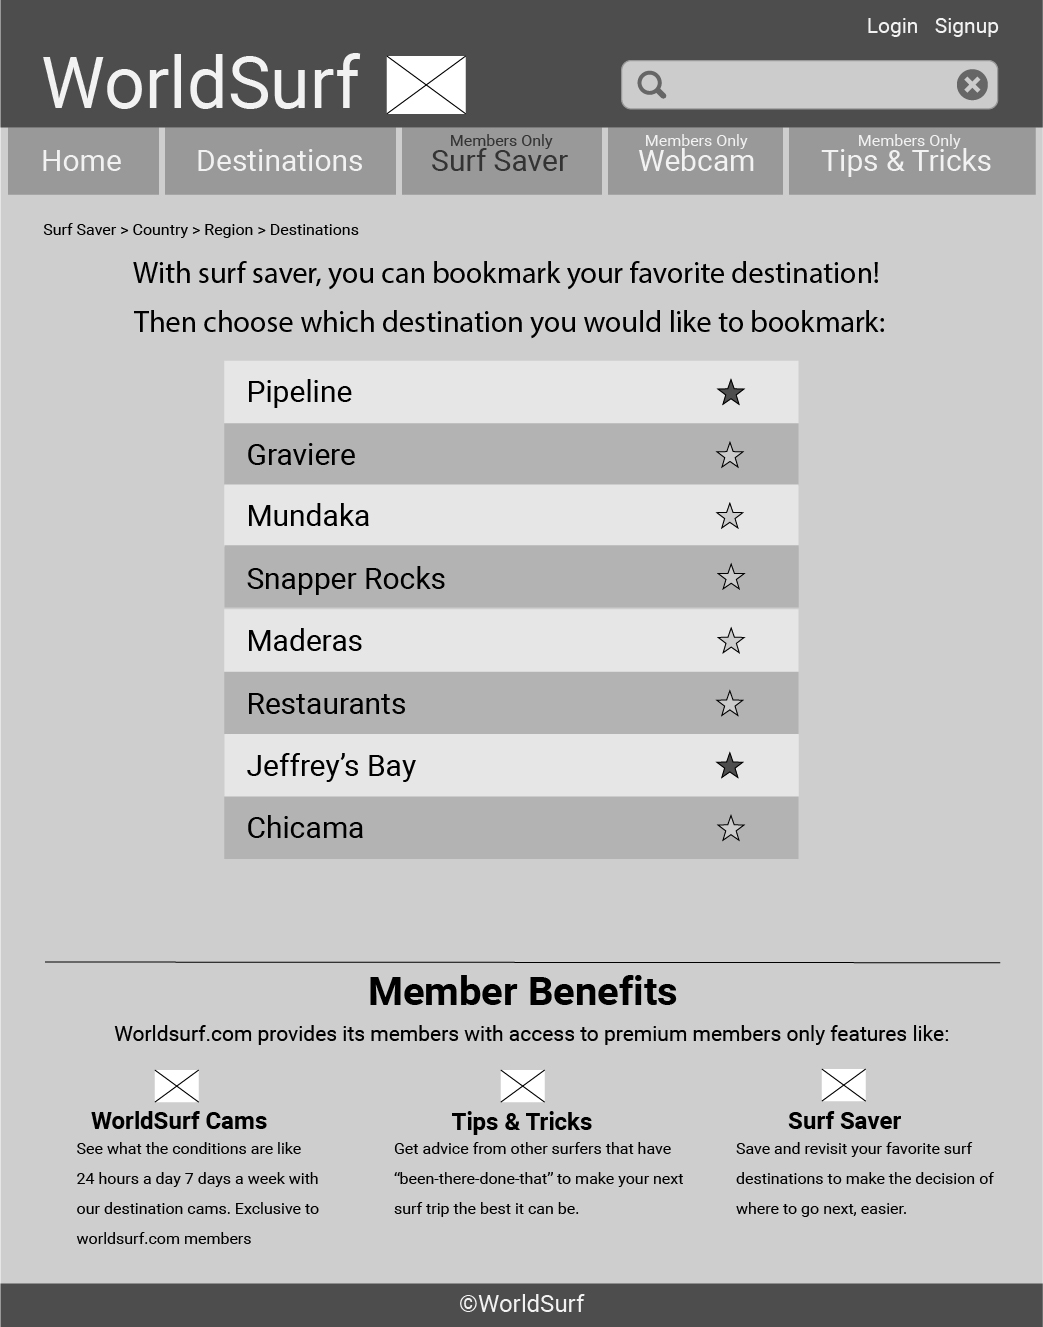 Login Signup
WorldSurf
Members Only Members Only Members Only
Home Destinations Surf Saver Webcam Tips & Tricks
Surf Saver > Country > Region > Destinations
With surf saver, you can bookmark your favorite destination!
Then choose which destination you would like to bookmark:
Pipeline
Graviere
Mundaka
Snapper Rocks
Maderas
Restaurants
Jeffrey’s Bay
Chicama
Member Benefits
Worldsurf.com provides its members with access to premium members only features like:
WorldSurf Cams
See what the conditions are like
24 hours a day 7 days a week with
our destination cams. Exclusive to
worldsurf.com members
Tips & Tricks
Get advice from other surfers that have
“been-there-done-that” to make your next
surf trip the best it can be.
Surf Saver
Save and revisit your favorite surf
destinations to make the decision of
where to go next, easier.
©WorldSurf